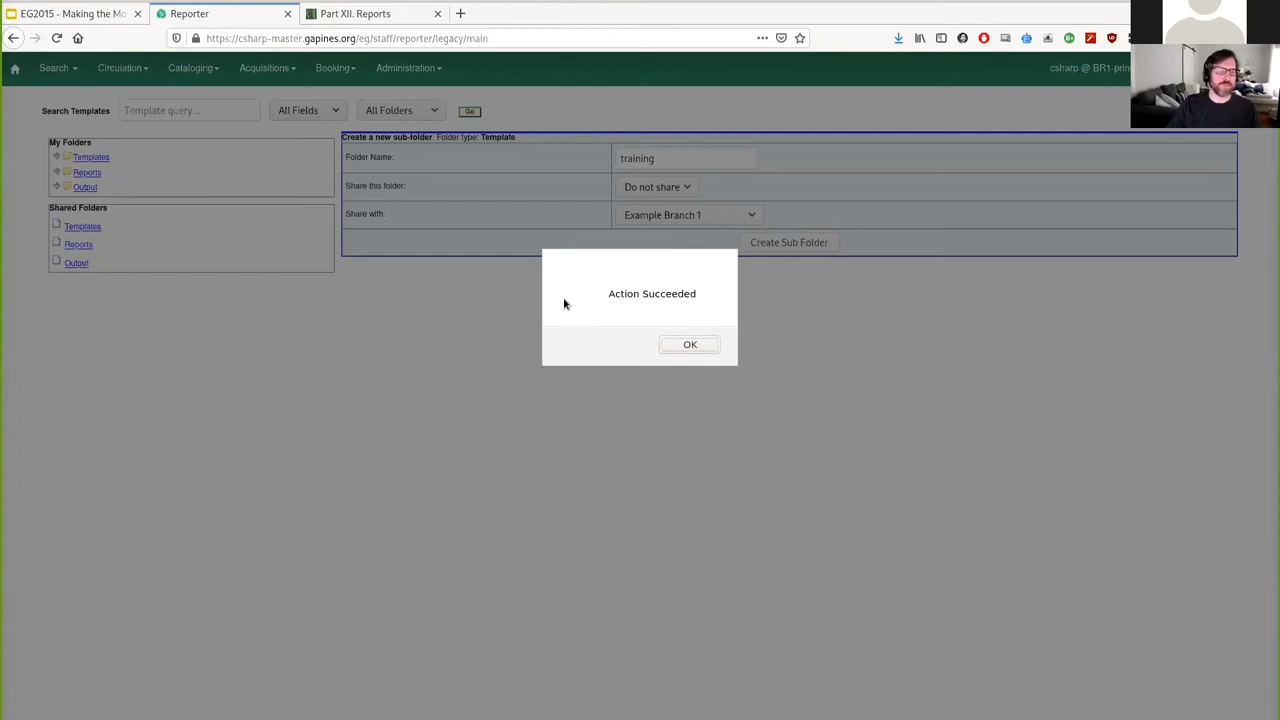 EG2015 - Making the Mo
Reporter
Part XII. Reports
https://csharp-master.gapines.org/eg/staff/reporter/legacy/main
Search
Circulation
Cataloging
Acquisitions
Booking
Administration
csharp @ BR1-prin
Search Templates
Template query...
All Fields
All Folders
Go
My Folders
Templates
Reports
Output
Shared Folders
Templates
Reports
Output
Create a new sub-folder. Folder type: Template
Folder Name:
training
Share this folder:
Do not share
Share with:
Example Branch 1
Create Sub Folder
Action Succeeded
OK